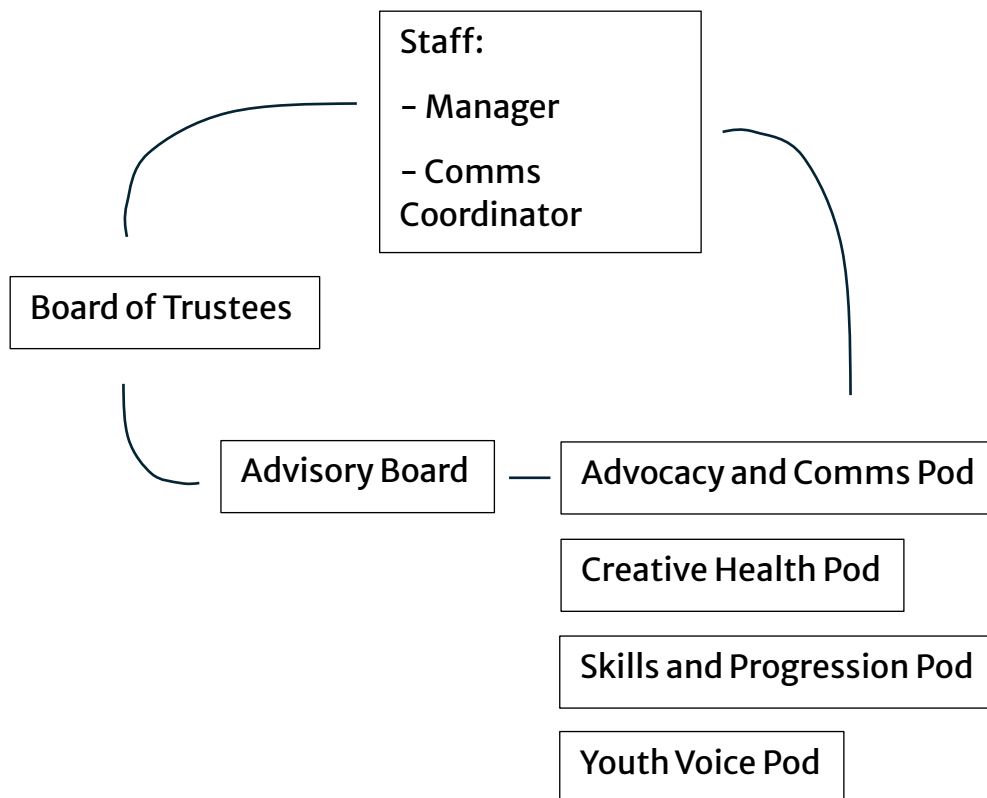 Staff:
– Manager
– Comms
Coordinator
Board of Trustees
Advisory Board
Advocacy and Comms Pod
Creative Health Pod
Skills and Progression Pod
Youth Voice Pod